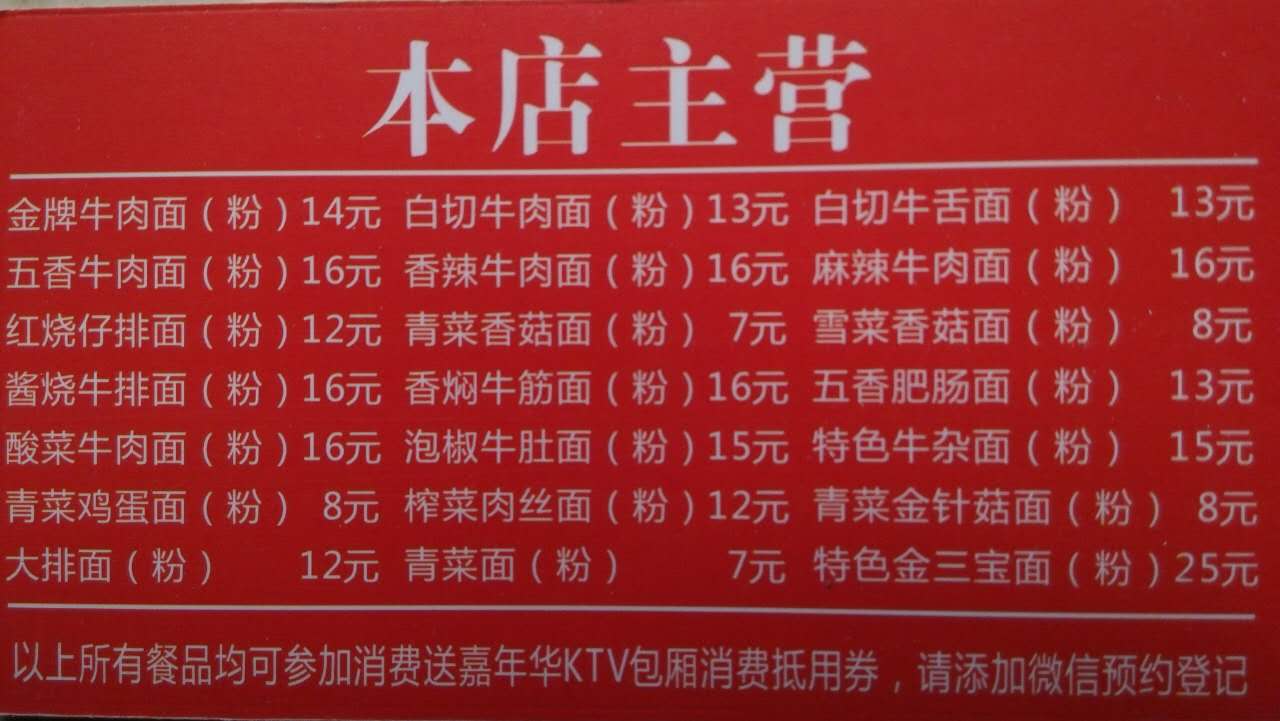 本店主营
金牌牛肉面（粉）14元 白切牛肉面（粉）13元 白切牛舌面（粉） 13元
五香牛肉面（粉）16元 香辣牛肉面（粉）16元 麻辣牛肉面（粉） 16元
红烧仔排面（粉）12元 青菜香菇面（粉） 7元 雪菜香菇面（粉） 8元
酱烧牛排面（粉）16元 香焖牛筋面（粉）16元 五香肥肠面（粉） 13元
酸菜牛肉面（粉）16元 泡椒牛肚面（粉）15元 特色牛杂面（粉） 15元
青菜鸡蛋面（粉） 8元 榨菜肉丝面（粉）12元 青菜金针菇面（粉） 8元
大排面（粉） 12元 青菜面（粉） 7元 特色金三宝面（粉）25元
以上所有餐品均可参加消费送嘉年华KTV包厢消费抵用券，请添加微信预约登记